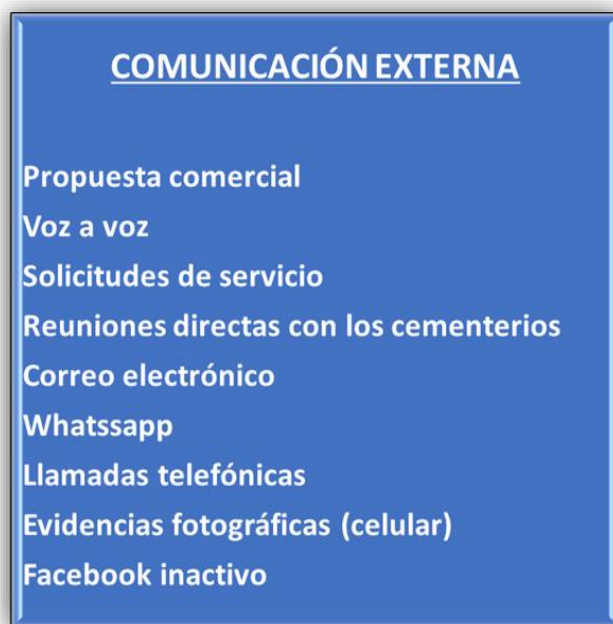 COMUNICACIÓN EXTERNA
Propuesta comercial
Voz a voz
Solicitudes de servicio
Reuniones directas con los cementerios
Correo electrónico
Whatssapp
Llamadas telefónicas
Evidencias fotográficas (celular)
Facebook inactivo